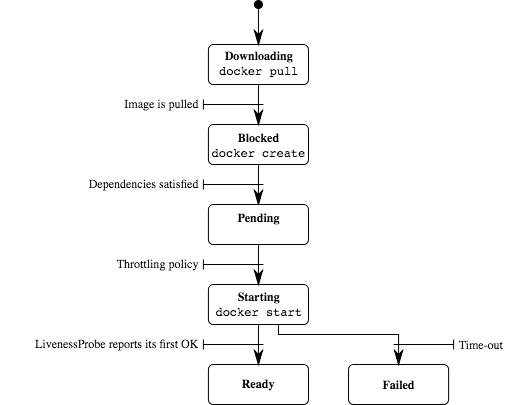 Downloading
docker pull
Image is pulled
Blocked
docker create
Dependencies satisfied
Pending
Throttling policy
Starting
docker start
LivenessProbe reports its first OK
Time-out
Ready
Failed